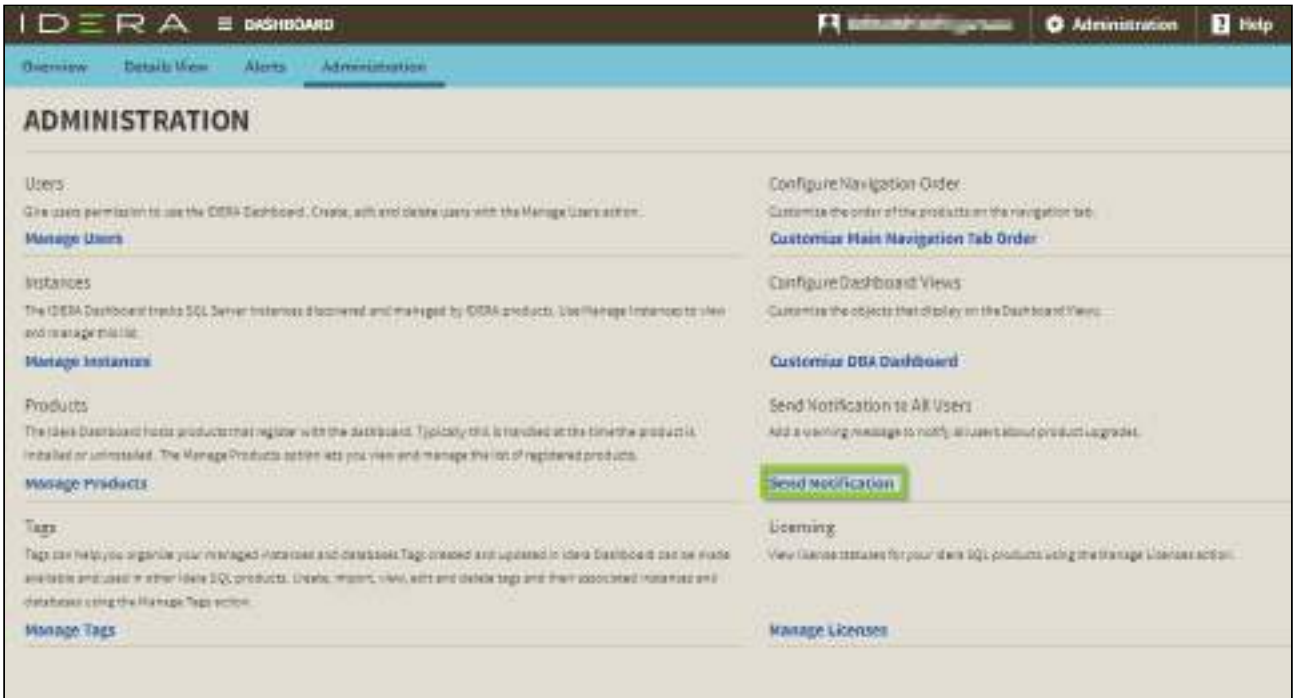 IDERA DASHBOARD Administration Help
Overview Details View Alerts Administration
ADMINISTRATION
Users
Give users permission to use the IDERA Dashboard. Create, edit and delete users with the Manage Users action.
Manage Users
Instances
The IDERA Dashboard tracks SQL Server instances discovered and managed by IDERA products. Use Manage Instances to view
and manage this list.
Manage Instances
Products
The Idera Dashboard hosts products that register with the dashboard. Typically this is handled at the time the product is
installed or uninstalled. The Manage Products action lets you view and manage the list of registered products.
Manage Products
Tags
Tags can help you organize your managed instances and databases. Tags created and updated in Idera Dashboard can be made
available and used in other Idera SQL products. Create, import, view, edit and delete tags and their associated instances and
databases using the Manage Tags action.
Manage Tags
Configure Navigation Order
Customize the order of the products on the navigation tab.
Customize Main Navigation Tab Order
Configure Dashboard Views
Customize the objects that display on the Dashboard Views.
Customize DBA Dashboard
Send Notification to All Users
Add a warning message to notify all users about product upgrades.
Send Notification
Licensing
View license statuses for your Idera SQL products using the Manage Licenses action.
Manage Licenses